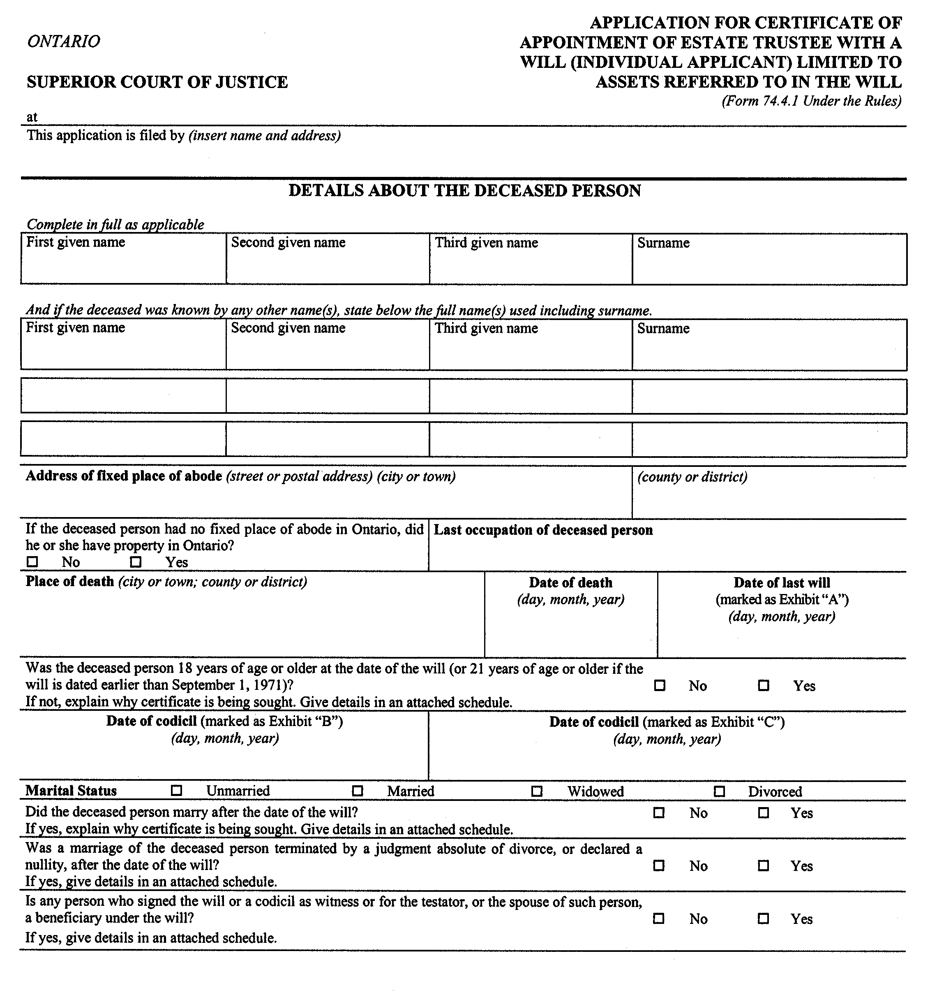 ONTARIO
SUPERIOR COURT OF JUSTICE
at
APPLICATION FOR CERTIFICATE OF
APPOINTMENT OF ESTATE TRUSTEE WITH A
WILL (INDIVIDUAL APPLICANT) LIMITED TO
ASSETS REFERRED TO IN THE WILL
(Form 74.4.1 Under the Rules)
This application is filed by (insert name and address)
DETAILS ABOUT THE DECEASED PERSON
Complete in full as applicable
First given name Second given name Third given name Surname
And if the deceased was known by any other name(s), state below the full name(s) used including surname.
First given name Second given name Third given name Surname
Address of fixed place of abode (street or postal address) (city or town) (county or district)
If the deceased person had no fixed place of abode in Ontario, did
he or she have property in Ontario?
☐ No ☐ Yes
Last occupation of deceased person
Place of death (city or town; county or district)
Date of death
(day, month, year)
Date of last will
(marked as Exhibit “A”)
(day, month, year)
Was the deceased person 18 years of age or older at the date of the will (or 21 years of age or older if the
will is dated earlier than September 1, 1971)? ☐ No ☐ Yes
If not, explain why certificate is being sought. Give details in an attached schedule.
Date of codicil (marked as Exhibit “B”)
(day, month, year)
Date of codicil (marked as Exhibit “C”)
(day, month, year)
Marital Status ☐ Unmarried ☐ Married ☐ Widowed ☐ Divorced
Did the deceased person marry after the date of the will? ☐ No ☐ Yes
If yes, explain why certificate is being sought. Give details in an attached schedule.
Was a marriage of the deceased person terminated by a judgment absolute of divorce, or declared a
nullity, after the date of the will? ☐ No ☐ Yes
If yes, give details in an attached schedule.
Is any person who signed the will or a codicil as witness or for the testator, or the spouse of such person,
a beneficiary under the will? ☐ No ☐ Yes
If yes, give details in an attached schedule.